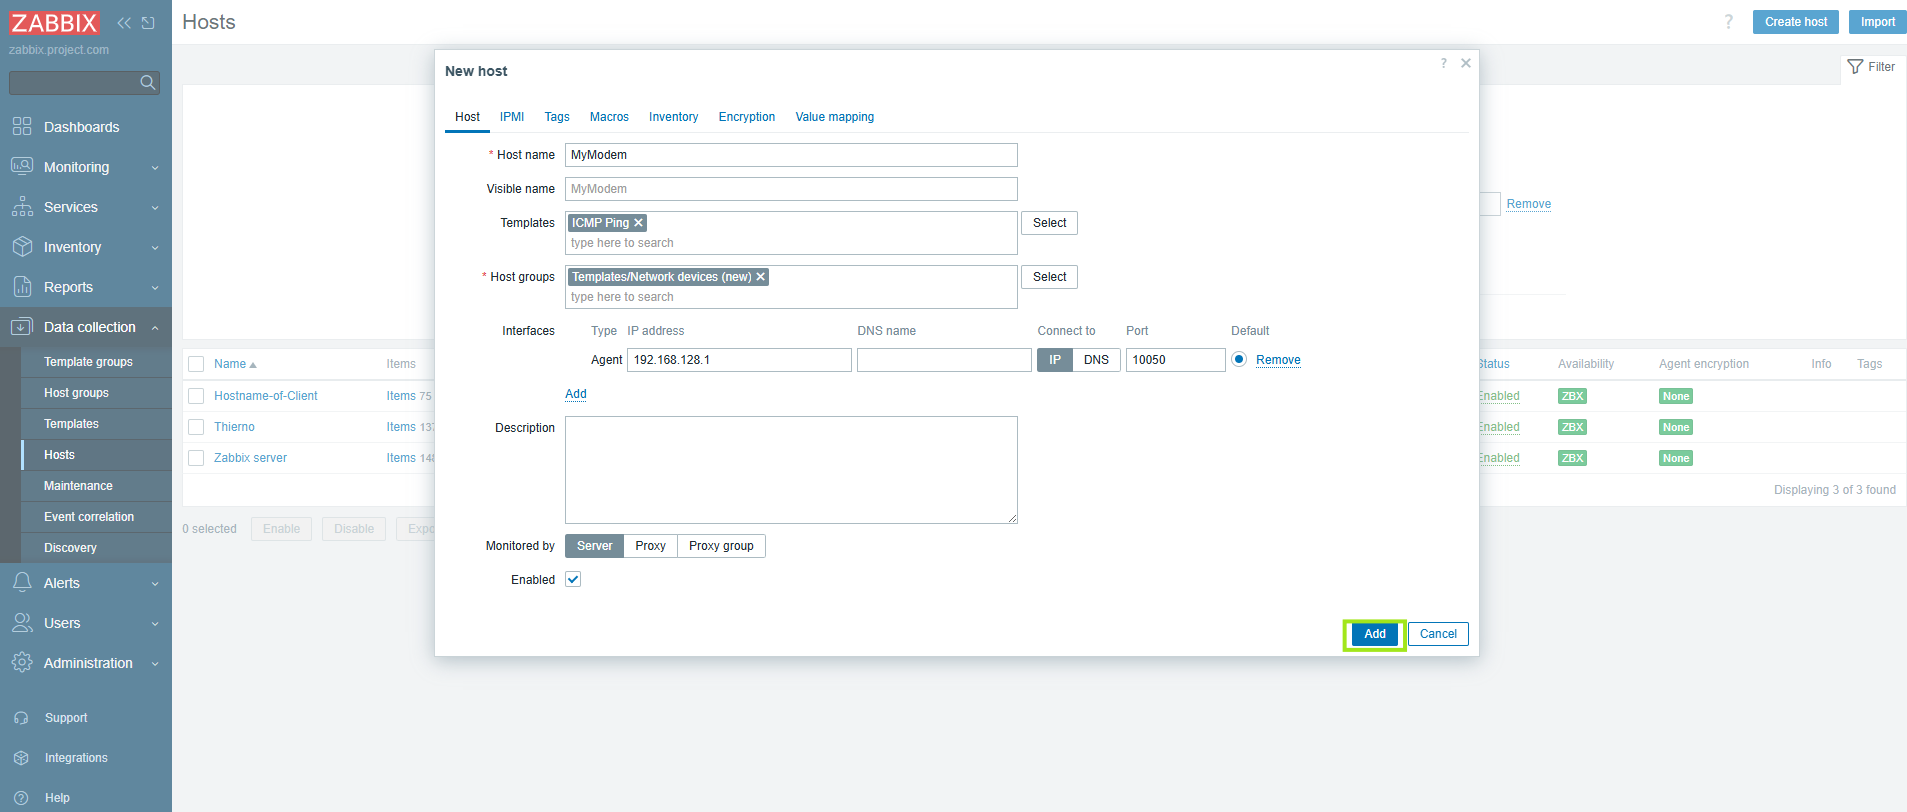 ZABBIX
zabbix.project.com
Dashboards
Monitoring
Services
Inventory
Reports
Data collection
Template groups
Host groups
Templates
Hosts
Maintenance
Event correlation
Discovery
Alerts
Users
Administration
Support
Integrations
Help
Hosts
? Create host Import
Filter
Remove
New host ?
Host IPMI Tags Macros Inventory Encryption Value mapping
* Host name MyModem
Visible name MyModem
Templates ICMP Ping Select
type here to search
* Host groups Templates/Network devices (new) Select
type here to search
Interfaces Type IP address DNS name Connect to Port Default
Agent 192.168.128.1 IP DNS 10050 Remove
Add
Description
Monitored by Server Proxy Proxy group
Enabled
Add Cancel
Name Items Status Availability Agent encryption Info Tags
Hostname-of-Client Items 75 Enabled ZBX None
Thierno Items 137 Enabled ZBX None
Zabbix server Items 148 Enabled ZBX None
Displaying 3 of 3 found
0 selected Enable Disable Expo